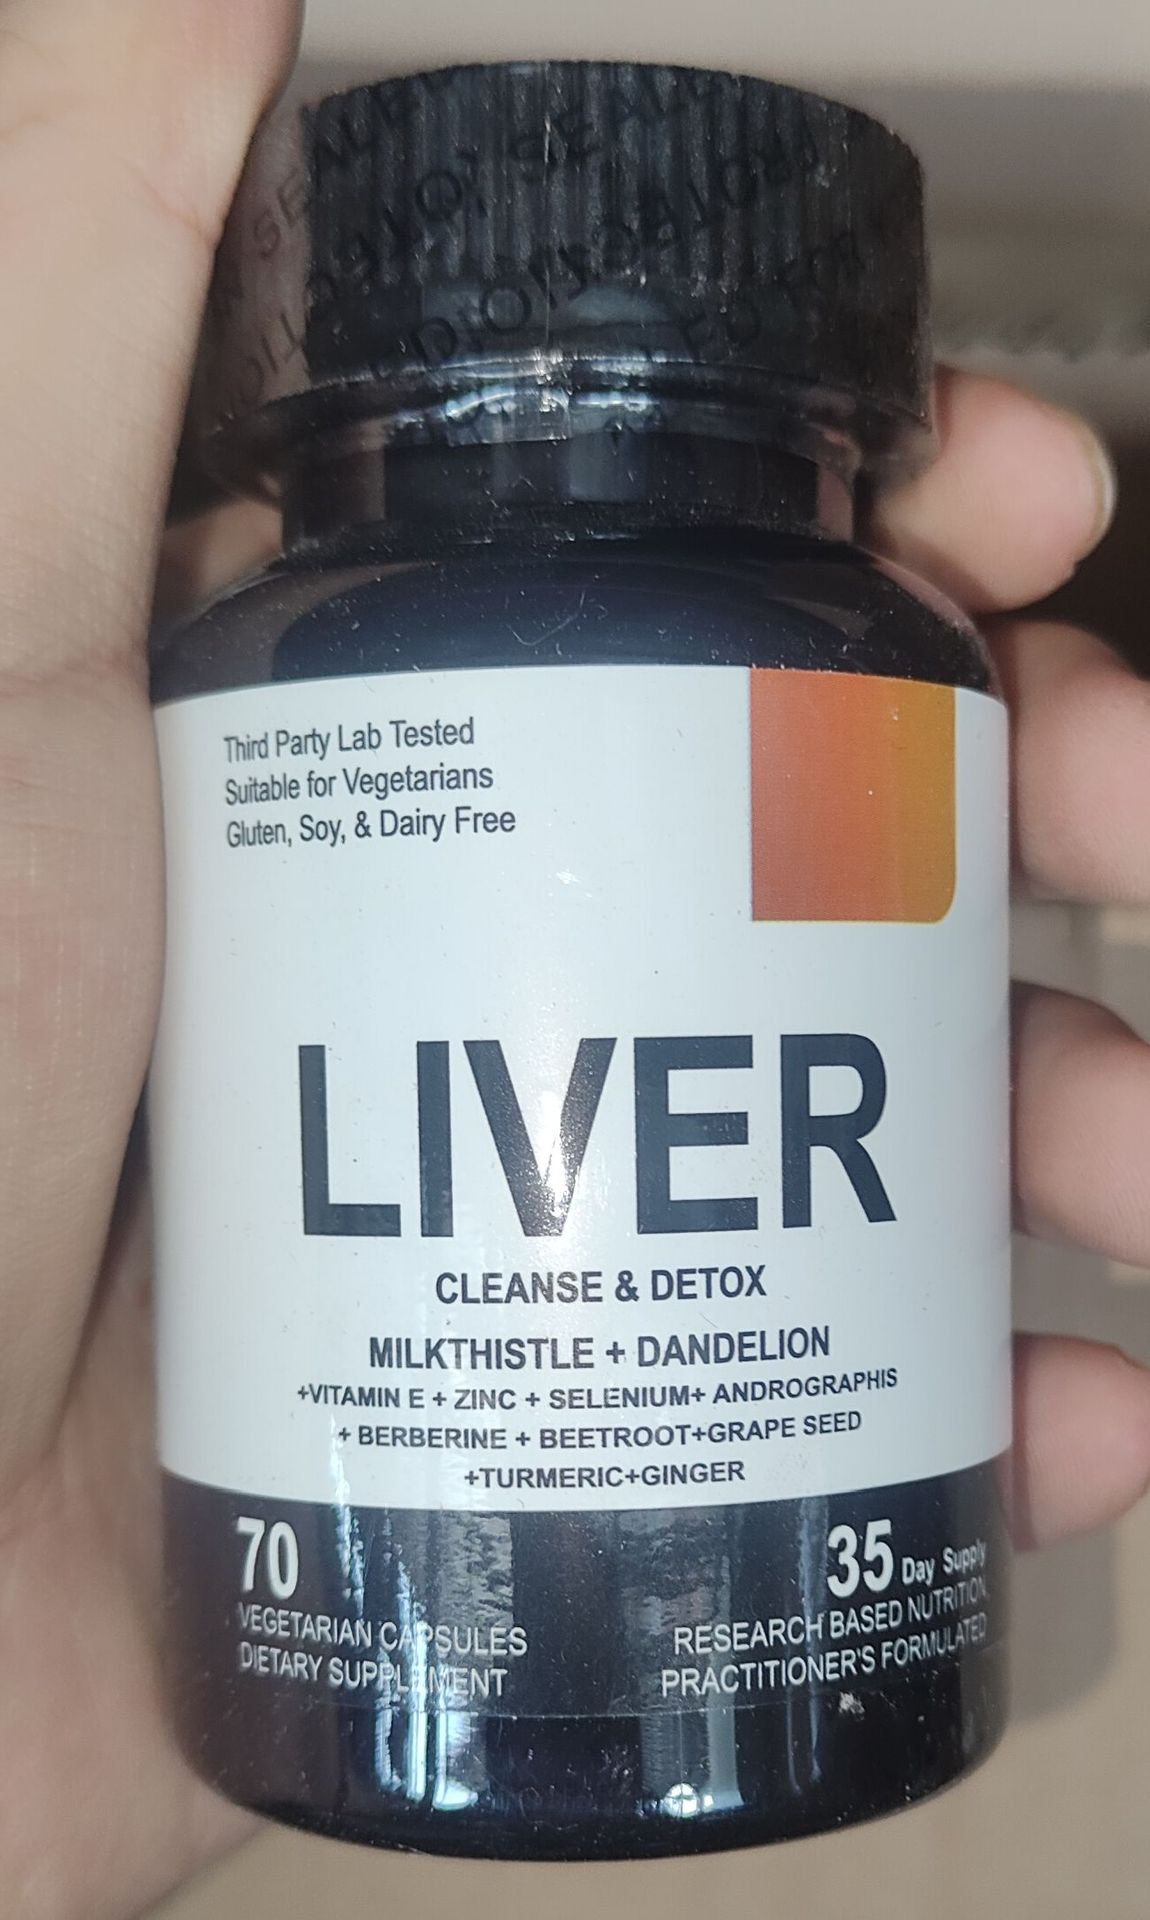 Third Party Lab Tested
Suitable for Vegetarians
Gluten, Soy, & Dairy Free
LIVER
CLEANSE & DETOX
MILKTHISTLE + DANDELION
+VITAMIN E + ZINC + SELENIUM+ ANDROGRAPHIS
+ BERBERINE + BEETROOT+GRAPE SEED
+TURMERIC+GINGER
70
VEGETARIAN CAPSULES
DIETARY SUPPLEMENT
35 Day Supply
RESEARCH BASED NUTRITION
PRACTITIONER'S FORMULATED